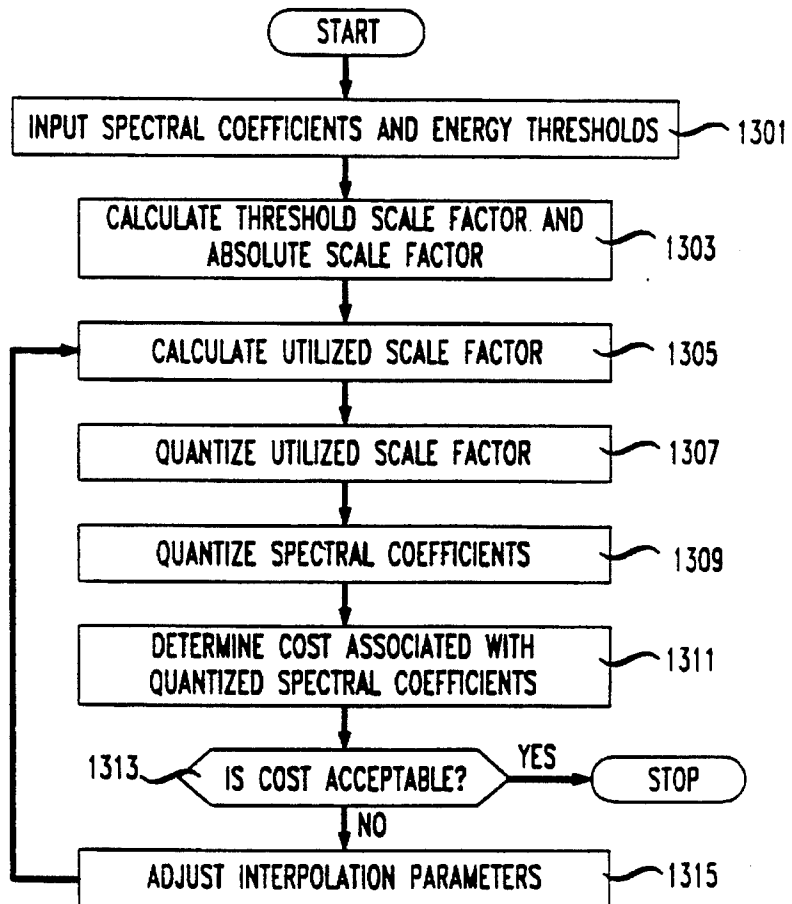 START
INPUT SPECTRAL COEFFICIENTS AND ENERGY THRESHOLDS 1301
CALCULATE THRESHOLD SCALE FACTOR AND
ABSOLUTE SCALE FACTOR 1303
CALCULATE UTILIZED SCALE FACTOR 1305
QUANTIZE UTILIZED SCALE FACTOR 1307
QUANTIZE SPECTRAL COEFFICIENTS 1309
DETERMINE COST ASSOCIATED WITH
QUANTIZED SPECTRAL COEFFICIENTS 1311
1313 IS COST ACCEPTABLE? YES STOP
NO
ADJUST INTERPOLATION PARAMETERS 1315